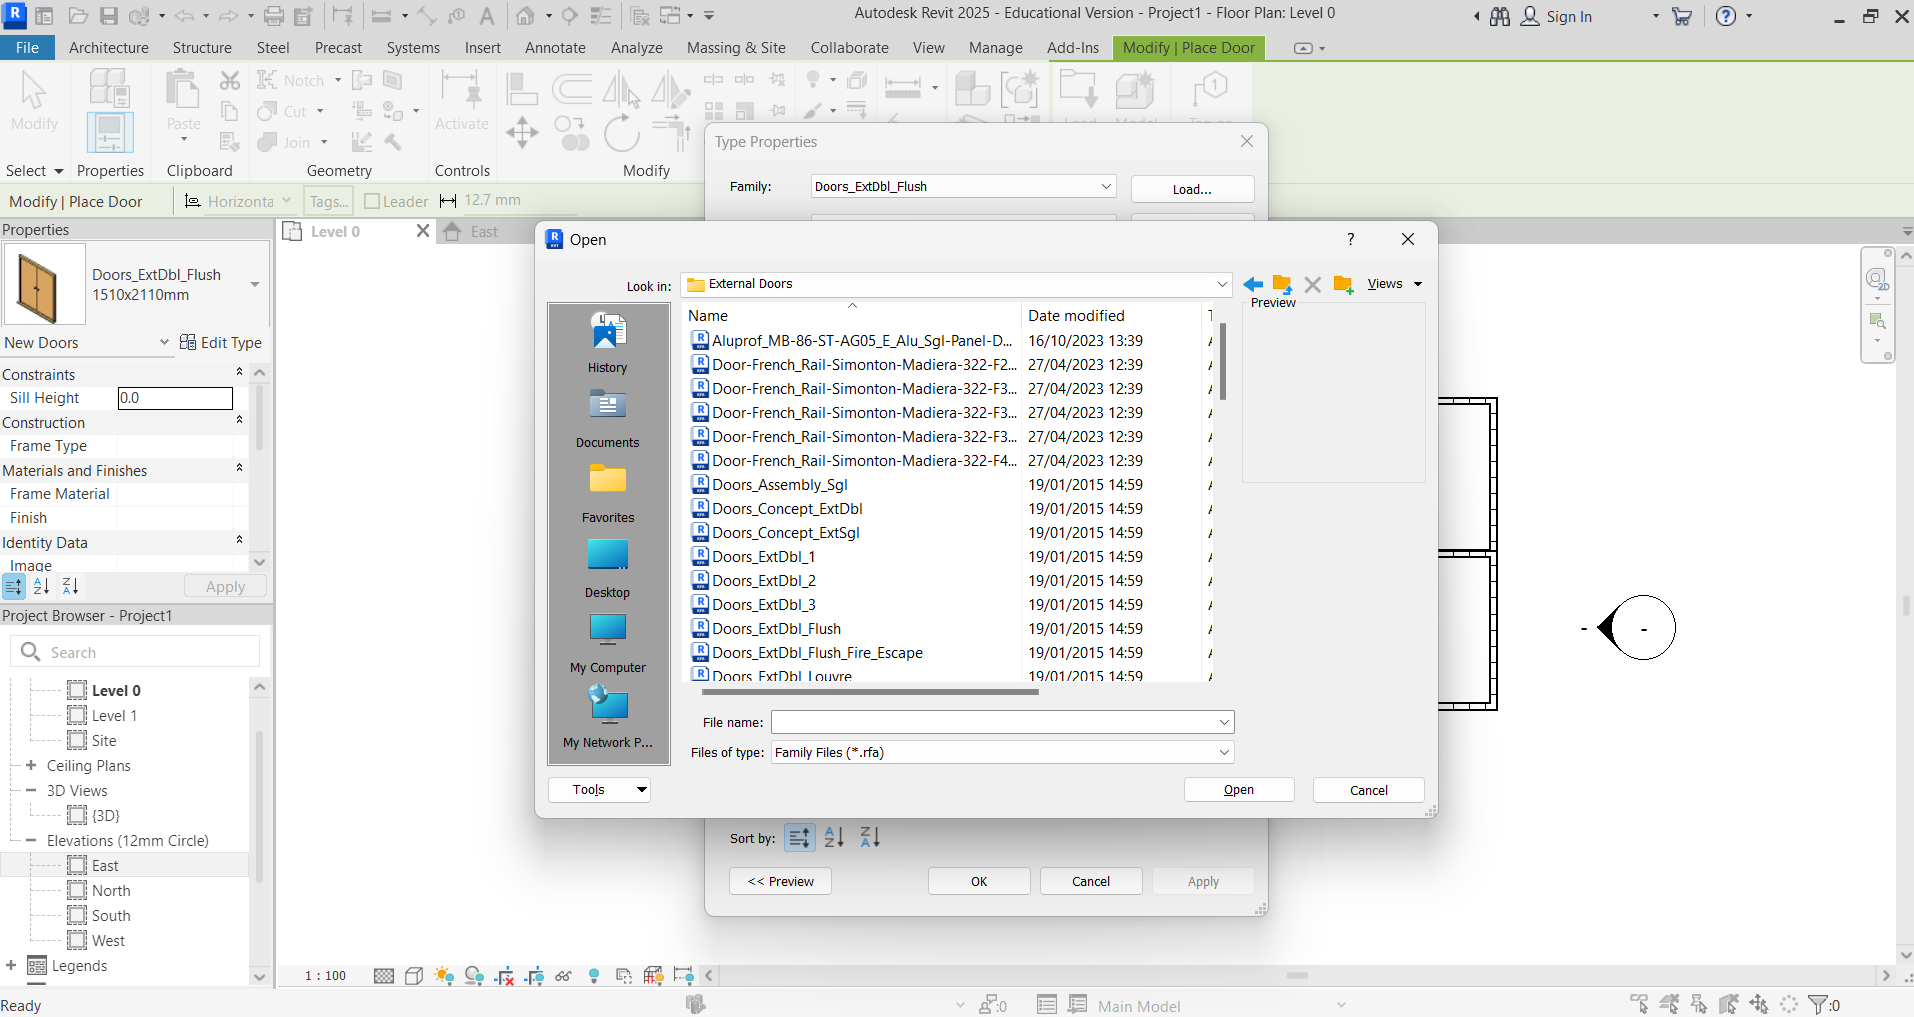 Autodesk Revit 2025 - Educational Version - Project1 - Floor Plan: Level 0
Sign In
File Architecture Structure Steel Precast Systems Insert Annotate Analyze Massing & Site Collaborate View Manage Add-Ins Modify | Place Door
Modify
Paste
Notch
Cut
Join
Activate
Select Properties Clipboard Geometry Controls Modify
Modify | Place Door
Horizonta
Tags...
Leader
12.7 mm
Type Properties
Family:
Doors_ExtDbl_Flush
Load...
Properties
Level 0
East
Doors_ExtDbl_Flush
1510x2110mm
New Doors
Edit Type
Constraints
Sill Height 0.0
Construction
Frame Type
Materials and Finishes
Frame Material
Finish
Identity Data
Image
Apply
Project Browser - Project1
Search
Level 0
Level 1
Site
Ceiling Plans
3D Views
{3D}
Elevations (12mm Circle)
East
North
South
West
Legends
Open
?
Look in:
External Doors
Views
Preview
History
Documents
Favorites
Desktop
My Computer
My Network P...
Name Date modified
Aluprof_MB-86-ST-AG05_E_Alu_Sgl-Panel-D... 16/10/2023 13:39
Door-French_Rail-Simonton-Madiera-322-F2... 27/04/2023 12:39
Door-French_Rail-Simonton-Madiera-322-F3... 27/04/2023 12:39
Door-French_Rail-Simonton-Madiera-322-F3... 27/04/2023 12:39
Door-French_Rail-Simonton-Madiera-322-F3... 27/04/2023 12:39
Door-French_Rail-Simonton-Madiera-322-F4... 27/04/2023 12:39
Doors_Assembly_Sgl 19/01/2015 14:59
Doors_Concept_ExtDbl 19/01/2015 14:59
Doors_Concept_ExtSgl 19/01/2015 14:59
Doors_ExtDbl_1 19/01/2015 14:59
Doors_ExtDbl_2 19/01/2015 14:59
Doors_ExtDbl_3 19/01/2015 14:59
Doors_ExtDbl_Flush 19/01/2015 14:59
Doors_ExtDbl_Flush_Fire_Escape 19/01/2015 14:59
Doors_ExtDbl_Louvre 19/01/2015 14:59
File name:
Files of type:
Family Files (*.rfa)
Tools
Open
Cancel
Sort by:
<< Preview
OK
Cancel
Apply
1 : 100
Ready
:0
Main Model
:0